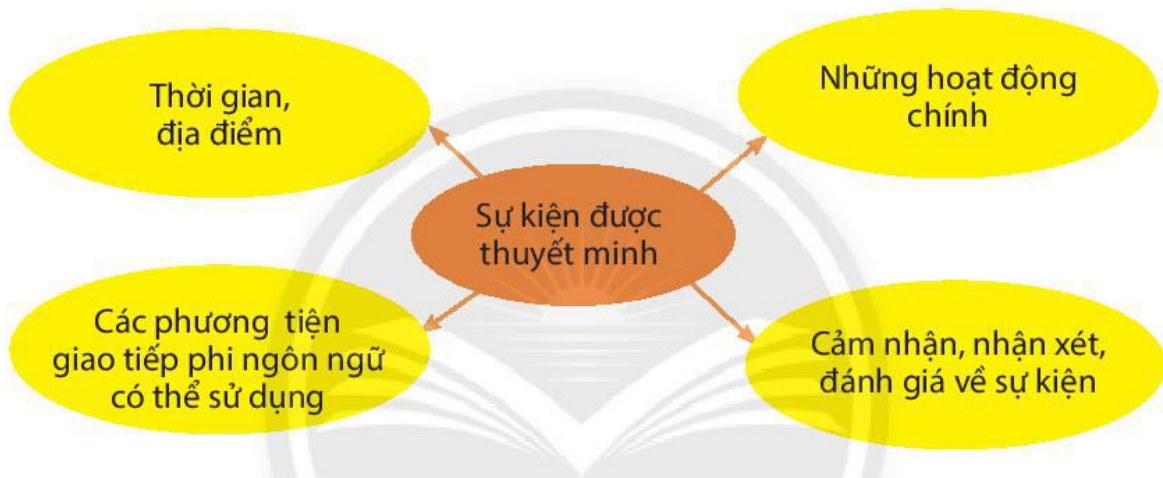 Thời gian,
địa điểm
Những hoạt động
chính
Sự kiện được
thuyết minh
Các phương tiện
giao tiếp phi ngôn ngữ
có thể sử dụng
Cảm nhận, nhận xét,
đánh giá về sự kiện